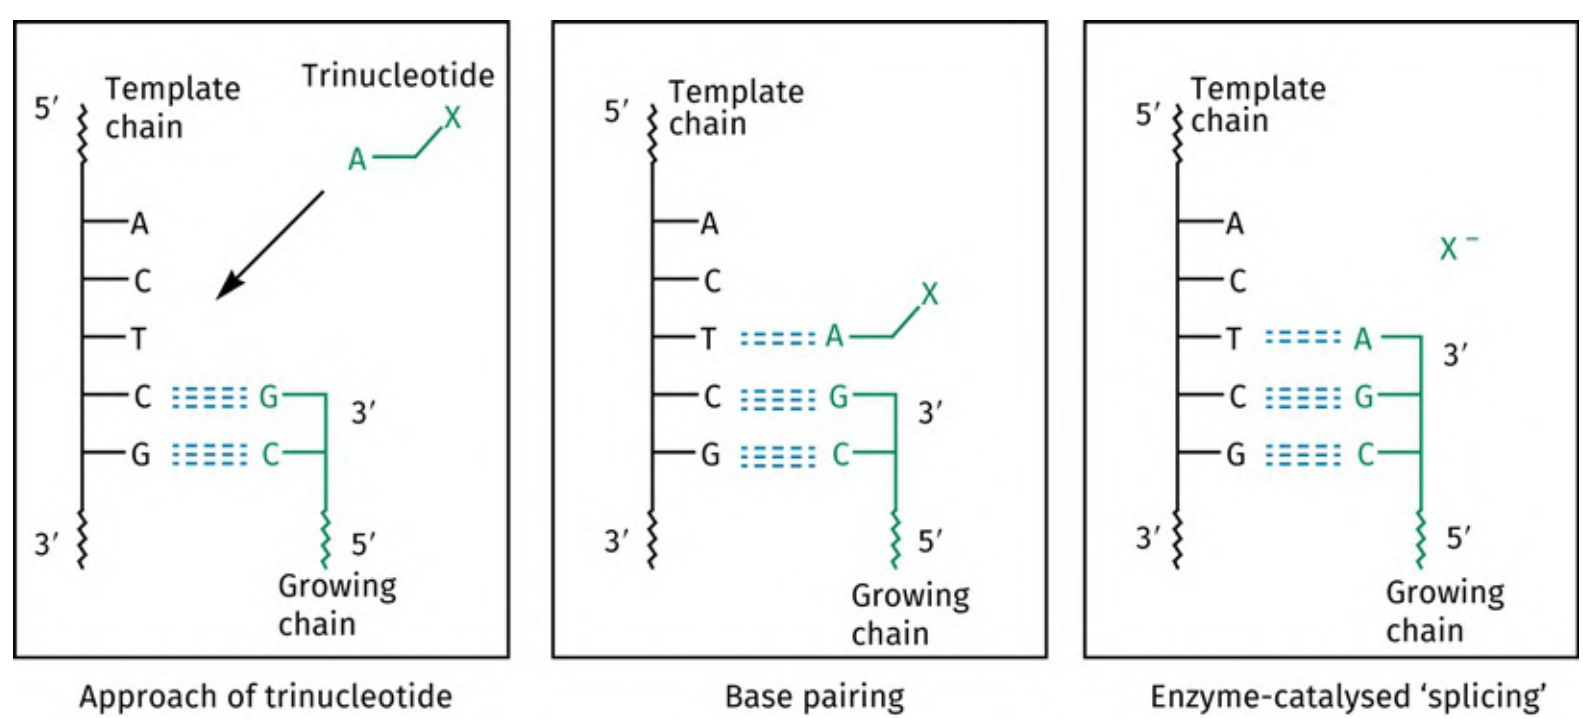 Template
chain
Trinucleotide
5′
X
A
A
C
T
C G
3′
G C
3′
5′
Growing
chain
Approach of trinucleotide
Template
chain
5′
A
C
X
T A
C G
3′
G C
3′
5′
Growing
chain
Base pairing
Template
chain
5′
A
X⁻
C
T A
3′
C G
G C
3′
5′
Growing
chain
Enzyme-catalysed ‘splicing’